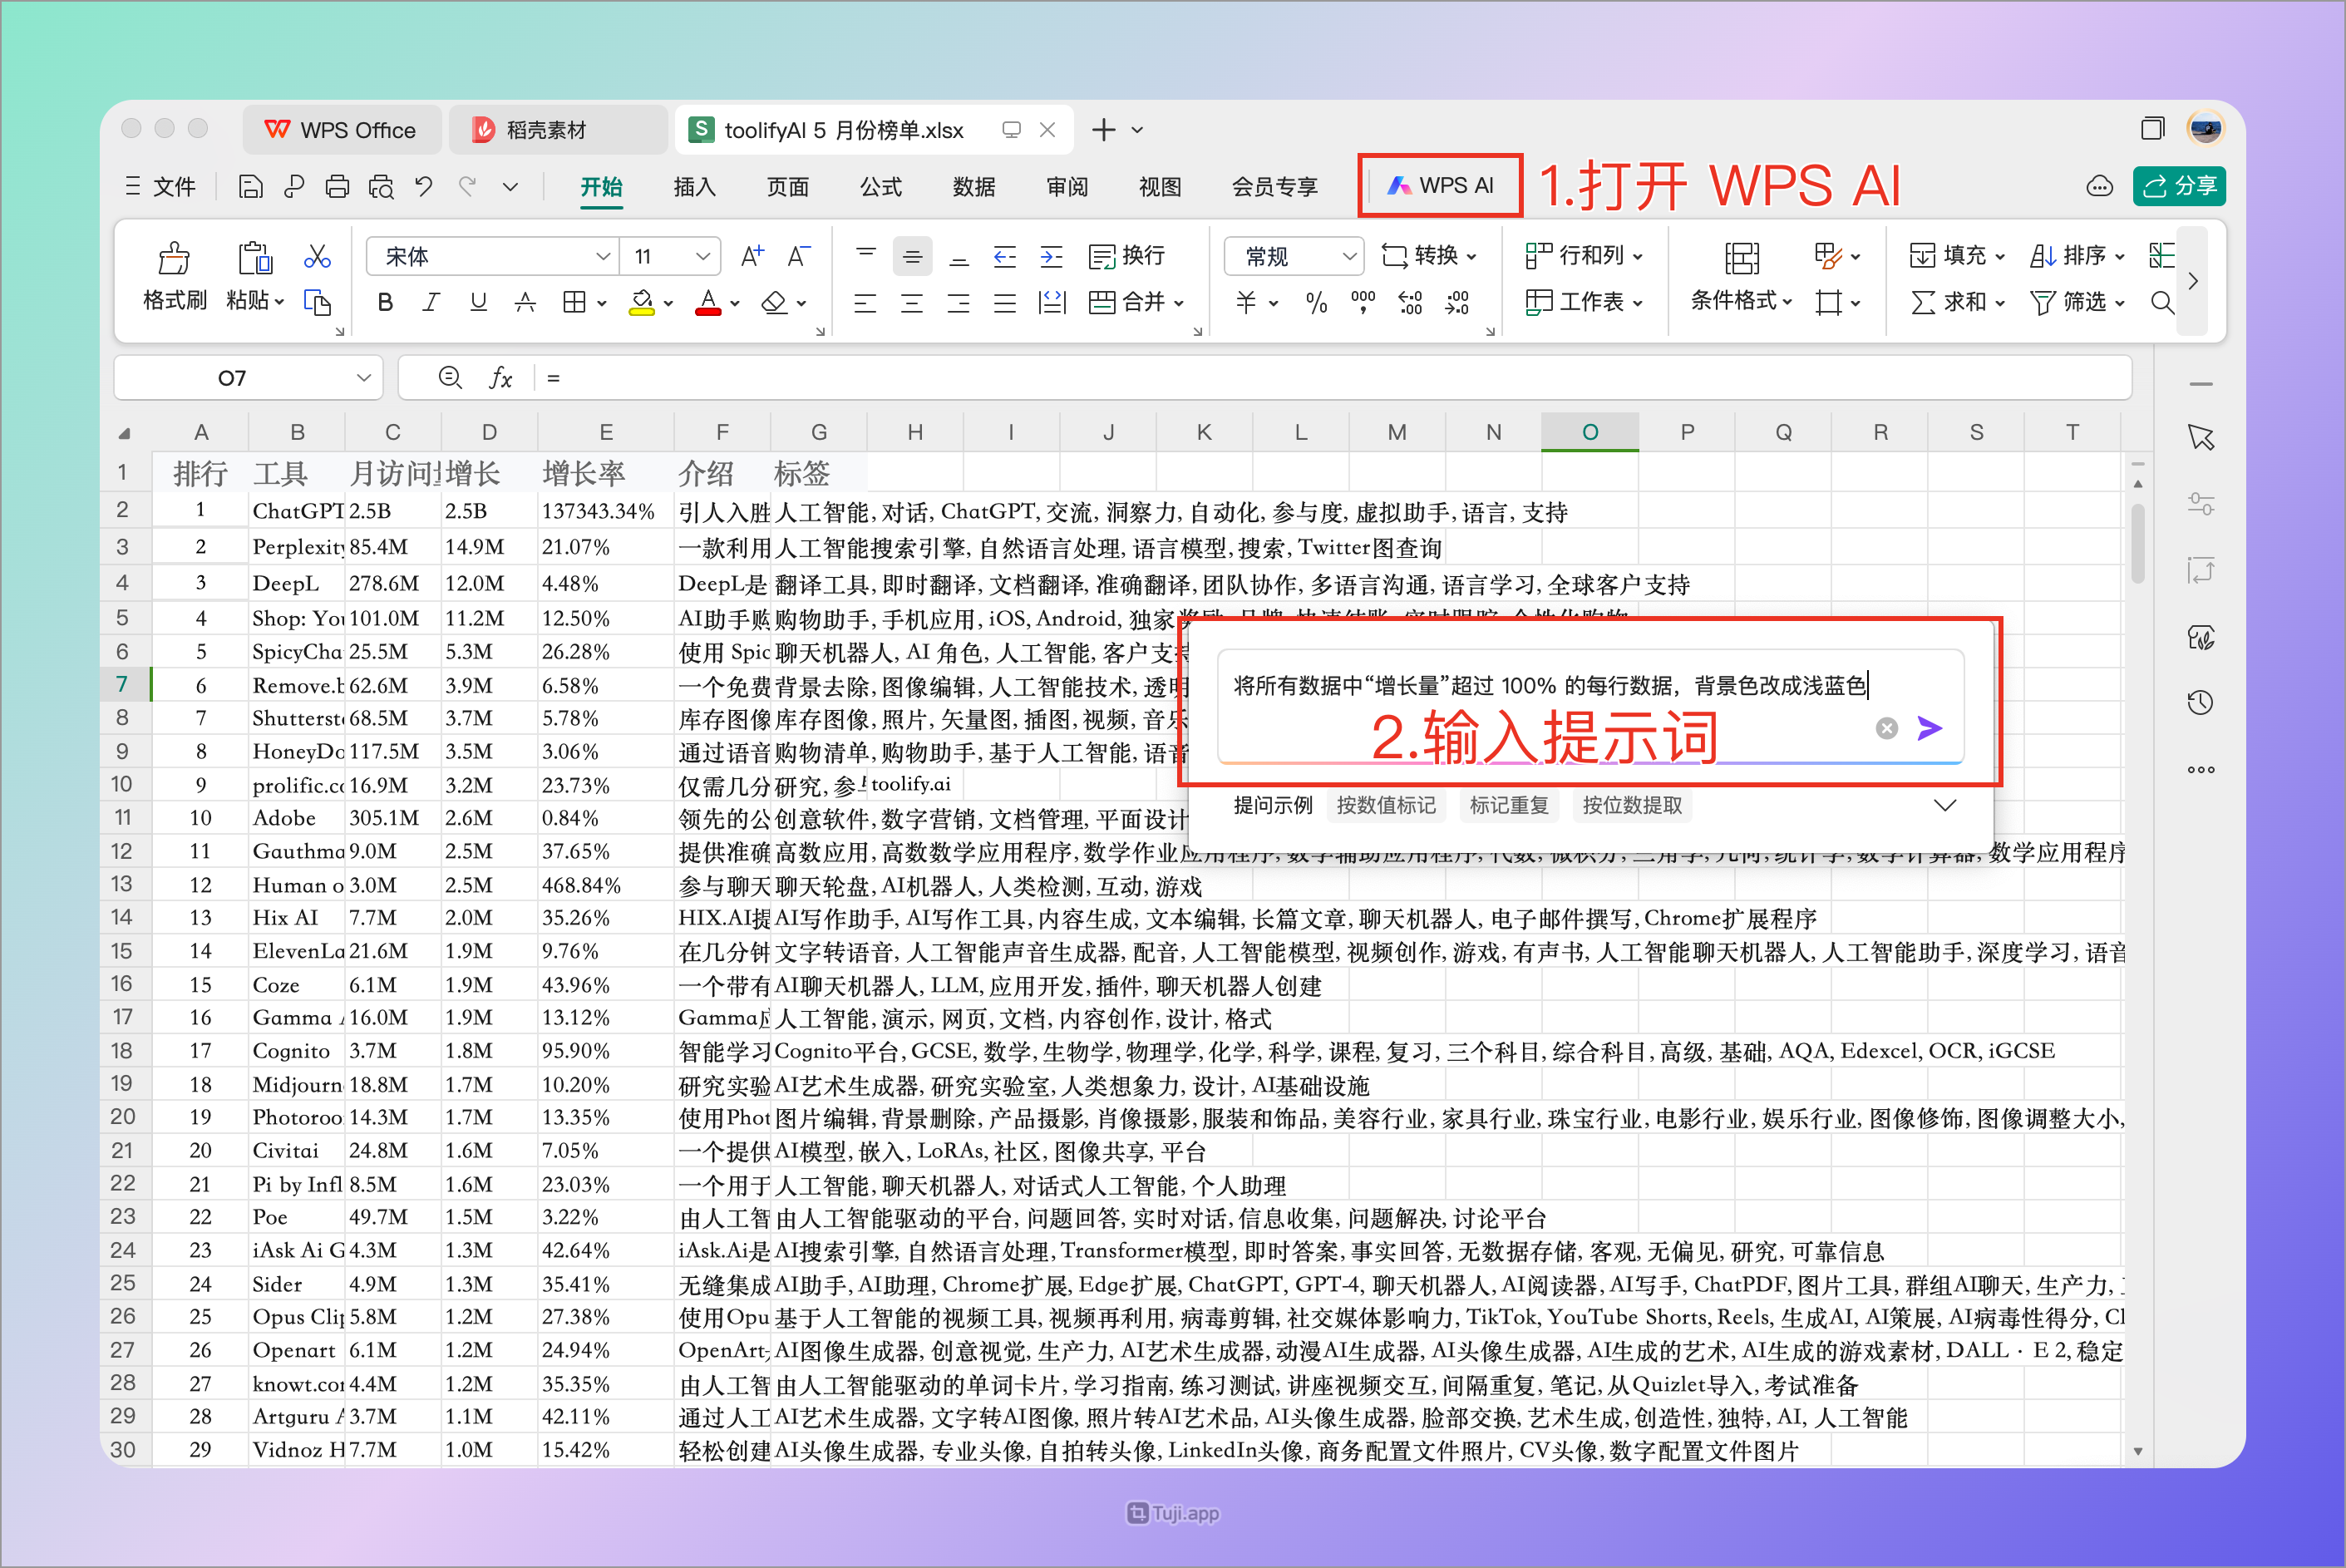 WPS Office
稻壳素材
S toolifyAI 5 月份榜单.xlsx
文件
开始
插入
页面
公式
数据
审阅
视图
会员专享
WPS AI
1.打开 WPS AI
分享
格式刷
粘贴
宋体
11
换行
合并
常规
转换
行和列
工作表
条件格式
填充
排序
求和
筛选
O7
fx
=
A B C D E F G H I J K L M N O P Q R S T
1 排行 工具 月访问 增长 增长率 介绍 标签
2 1 ChatGPT 2.5B 2.5B 137343.34% 引人入胜 人工智能, 对话, ChatGPT, 交流, 洞察力, 自动化, 参与度, 虚拟助手, 语言, 支持
3 2 Perplexity 85.4M 14.9M 21.07% 一款利用 人工智能搜索引擎, 自然语言处理, 语言模型, 搜索, Twitter图查询
4 3 DeepL 278.6M 12.0M 4.48% DeepL是 翻译工具, 即时翻译, 文档翻译, 准确翻译, 团队协作, 多语言沟通, 语言学习, 全球客户支持
5 4 Shop: You 101.0M 11.2M 12.50% AI助手购 购物助手, 手机应用, iOS, Android, 独家
6 5 SpicyCha 25.5M 5.3M 26.28% 使用 Spic 聊天机器人, AI 角色, 人工智能, 客户支持
7 6 Remove.b 62.6M 3.9M 6.58% 一个免费 背景去除, 图像编辑, 人工智能技术, 透明
8 7 Shutterst 68.5M 3.7M 5.78% 库存图像 库存图像, 照片, 矢量图, 插图, 视频, 音乐
9 8 HoneyDo 117.5M 3.5M 3.06% 通过语音 购物清单, 购物助手, 基于人工智能, 语音
10 9 prolific.co 16.9M 3.2M 23.73% 仅需几分 研究, 参与 toolify.ai
11 10 Adobe 305.1M 2.6M 0.84% 领先的公 创意软件, 数字营销, 文档管理, 平面设计
12 11 Gauthma 9.0M 2.5M 37.65% 提供准确 高数应用, 高数数学应用程序, 数学作业应用程序, 数学应用程序
13 12 Human o 3.0M 2.5M 468.84% 参与聊天 聊天轮盘, AI机器人, 人类检测, 互动, 游戏
14 13 Hix AI 7.7M 2.0M 35.26% HIX.AI提 AI写作助手, AI写作工具, 内容生成, 文本编辑, 长篇文章, 聊天机器人, 电子邮件撰写, Chrome扩展程序
15 14 ElevenLa 21.6M 1.9M 9.76% 在几分钟 文字转语音, 人工智能声音生成器, 配音, 人工智能模型, 视频创作, 游戏, 有声书, 人工智能聊天机器人, 人工智能助手, 深度学习, 语音
16 15 Coze 6.1M 1.9M 43.96% 一个带有 AI聊天机器人, LLM, 应用开发, 插件, 聊天机器人创建
17 16 Gamma A 16.0M 1.9M 13.12% Gamma应 人工智能, 演示, 网页, 文档, 内容创作, 设计, 格式
18 17 Cognito 3.7M 1.8M 95.90% 智能学习 Cognito平台, GCSE, 数学, 生物学, 物理学, 化学, 科学, 课程, 复习, 三个科目, 综合科目, 高级, 基础, AQA, Edexcel, OCR, iGCSE
19 18 Midjourn 18.8M 1.7M 10.20% 研究实验 AI艺术生成器, 研究实验室, 人类想象力, 设计, AI基础设施
20 19 Photoroo 14.3M 1.7M 13.35% 使用Phot 图片编辑, 背景删除, 产品摄影, 肖像摄影, 服装和饰品, 美容行业, 家具行业, 珠宝行业, 电影行业, 娱乐行业, 图像修饰, 图像调整大小,
21 20 Civitai 24.8M 1.6M 7.05% 一个提供 AI模型, 嵌入, LoRAs, 社区, 图像共享, 平台
22 21 Pi by Infl 8.5M 1.6M 23.03% 一个用于 人工智能, 聊天机器人, 对话式人工智能, 个人助理
23 22 Poe 49.7M 1.5M 3.22% 由人工智 由人工智能驱动的平台, 问题回答, 实时对话, 信息收集, 问题解决, 讨论平台
24 23 iAsk Ai G 4.3M 1.3M 42.64% iAsk.Ai是 AI搜索引擎, 自然语言处理, Transformer模型, 即时答案, 事实回答, 无数据存储, 客观, 无偏见, 研究, 可靠信息
25 24 Sider 4.9M 1.3M 35.41% 无缝集成 AI助手, AI助理, Chrome扩展, Edge扩展, ChatGPT, GPT-4, 聊天机器人, AI阅读器, AI写手, ChatPDF, 图片工具, 群组AI聊天, 生产力,
26 25 Opus Clip 5.8M 1.2M 27.38% 使用Opu 基于人工智能的视频工具, 视频再利用, 病毒剪辑, 社交媒体影响力, TikTok, YouTube Shorts, Reels, 生成AI, AI策展, AI病毒性得分, Cl
27 26 Openart 6.1M 1.2M 24.94% OpenArt AI图像生成器, 创意视觉, 生产力, AI艺术生成器, 动漫AI生成器, AI头像生成器, AI生成的艺术, AI生成的游戏素材, DALL · E 2, 稳定
28 27 knowt.cor 4.4M 1.2M 35.35% 由人工智 由人工智能驱动的单词卡片, 学习指南, 练习测试, 讲座视频交互, 间隔重复, 笔记, 从Quizlet导入, 考试准备
29 28 Artguru A 3.7M 1.1M 42.11% 通过人工 AI艺术生成器, 文字转AI图像, 照片转AI艺术品, AI头像生成器, 脸部交换, 艺术生成, 创造性, 独特, AI, 人工智能
30 29 Vidnoz H 7.7M 1.0M 15.42% 轻松创建 AI头像生成器, 专业头像, 自拍转头像, LinkedIn头像, 商务配置文件照片, CV头像, 数字配置文件图片
将所有数据中“增长量”超过 100% 的每行数据，背景色改成浅蓝色
2.输入提示词
提问示例 按数值标记 标记重复 按位数提取
Tuji.app